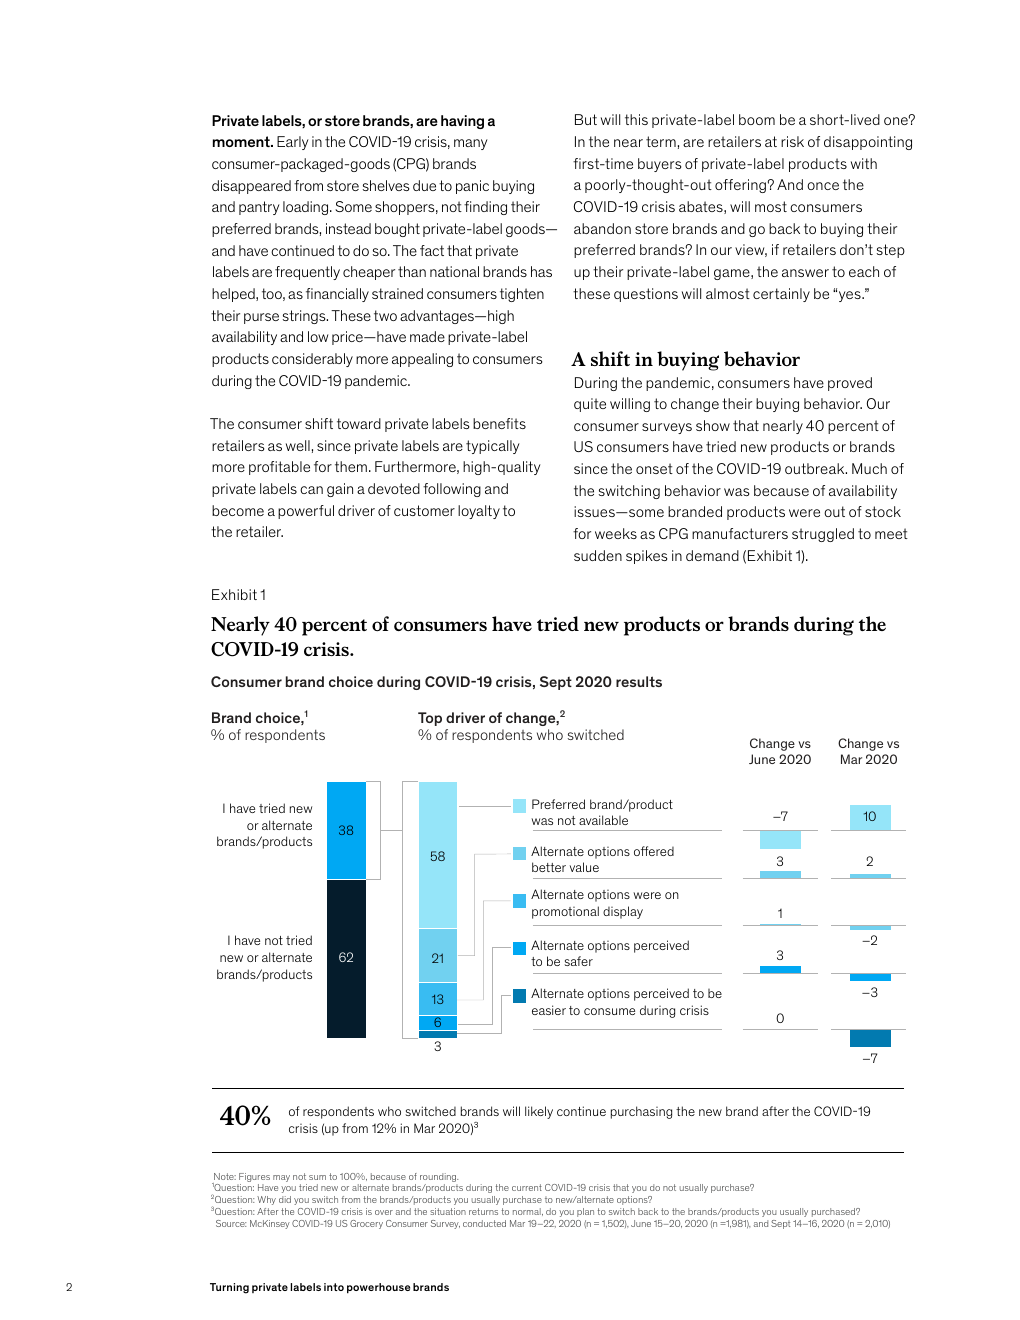 Private labels, or store brands, are having a
moment. Early in the COVID-19 crisis, many
consumer-packaged-goods (CPG) brands
disappeared from store shelves due to panic buying
and pantry loading. Some shoppers, not finding their
preferred brands, instead bought private-label goods—
and have continued to do so. The fact that private
labels are frequently cheaper than national brands has
helped, too, as financially strained consumers tighten
their purse strings. These two advantages—high
availability and low price—have made private-label
products considerably more appealing to consumers
during the COVID-19 pandemic.
The consumer shift toward private labels benefits
retailers as well, since private labels are typically
more profitable for them. Furthermore, high-quality
private labels can gain a devoted following and
become a powerful driver of customer loyalty to
the retailer.
But will this private-label boom be a short-lived one?
In the near term, are retailers at risk of disappointing
first-time buyers of private-label products with
a poorly-thought-out offering? And once the
COVID-19 crisis abates, will most consumers
abandon store brands and go back to buying their
preferred brands? In our view, if retailers don't step
up their private-label game, the answer to each of
these questions will almost certainly be “yes.”
A shift in buying behavior
During the pandemic, consumers have proved
quite willing to change their buying behavior. Our
consumer surveys show that nearly 40 percent of
US consumers have tried new products or brands
since the onset of the COVID-19 outbreak. Much of
the switching behavior was because of availability
issues—some branded products were out of stock
for weeks as CPG manufacturers struggled to meet
sudden spikes in demand (Exhibit 1).
Exhibit 1
Nearly 40 percent of consumers have tried new products or brands during the
COVID-19 crisis.
Consumer brand choice during COVID-19 crisis, Sept 2020 results
Brand choice,¹
% of respondents
I have tried new
or alternate
brands/products
38
I have not tried
new or alternate
brands/products
62
Top driver of change,²
% of respondents who switched
58
21
13
6
3
Change vs
June 2020
Change vs
Mar 2020
Preferred brand/product
was not available
–7
10
Alternate options offered
better value
3
2
Alternate options were on
promotional display
1
–2
Alternate options perceived
to be safer
3
–3
Alternate options perceived to be
easier to consume during crisis
0
–7
40%
of respondents who switched brands will likely continue purchasing the new brand after the COVID-19
crisis (up from 12% in Mar 2020)³
Note: Figures may not sum to 100%, because of rounding.
¹Question: Have you tried new or alternate brands/products during the current COVID-19 crisis that you do not usually purchase?
²Question: Why did you switch from the brands/products you usually purchase to new/alternate options?
³Question: After the COVID-19 crisis is over and the situation returns to normal, do you plan to switch back to the brands/products you usually purchased?
Source: McKinsey COVID-19 US Grocery Consumer Survey, conducted Mar 19–22, 2020 (n = 1,502), June 15–20, 2020 (n =1,981), and Sept 14–16, 2020 (n = 2,010)
2
Turning private labels into powerhouse brands